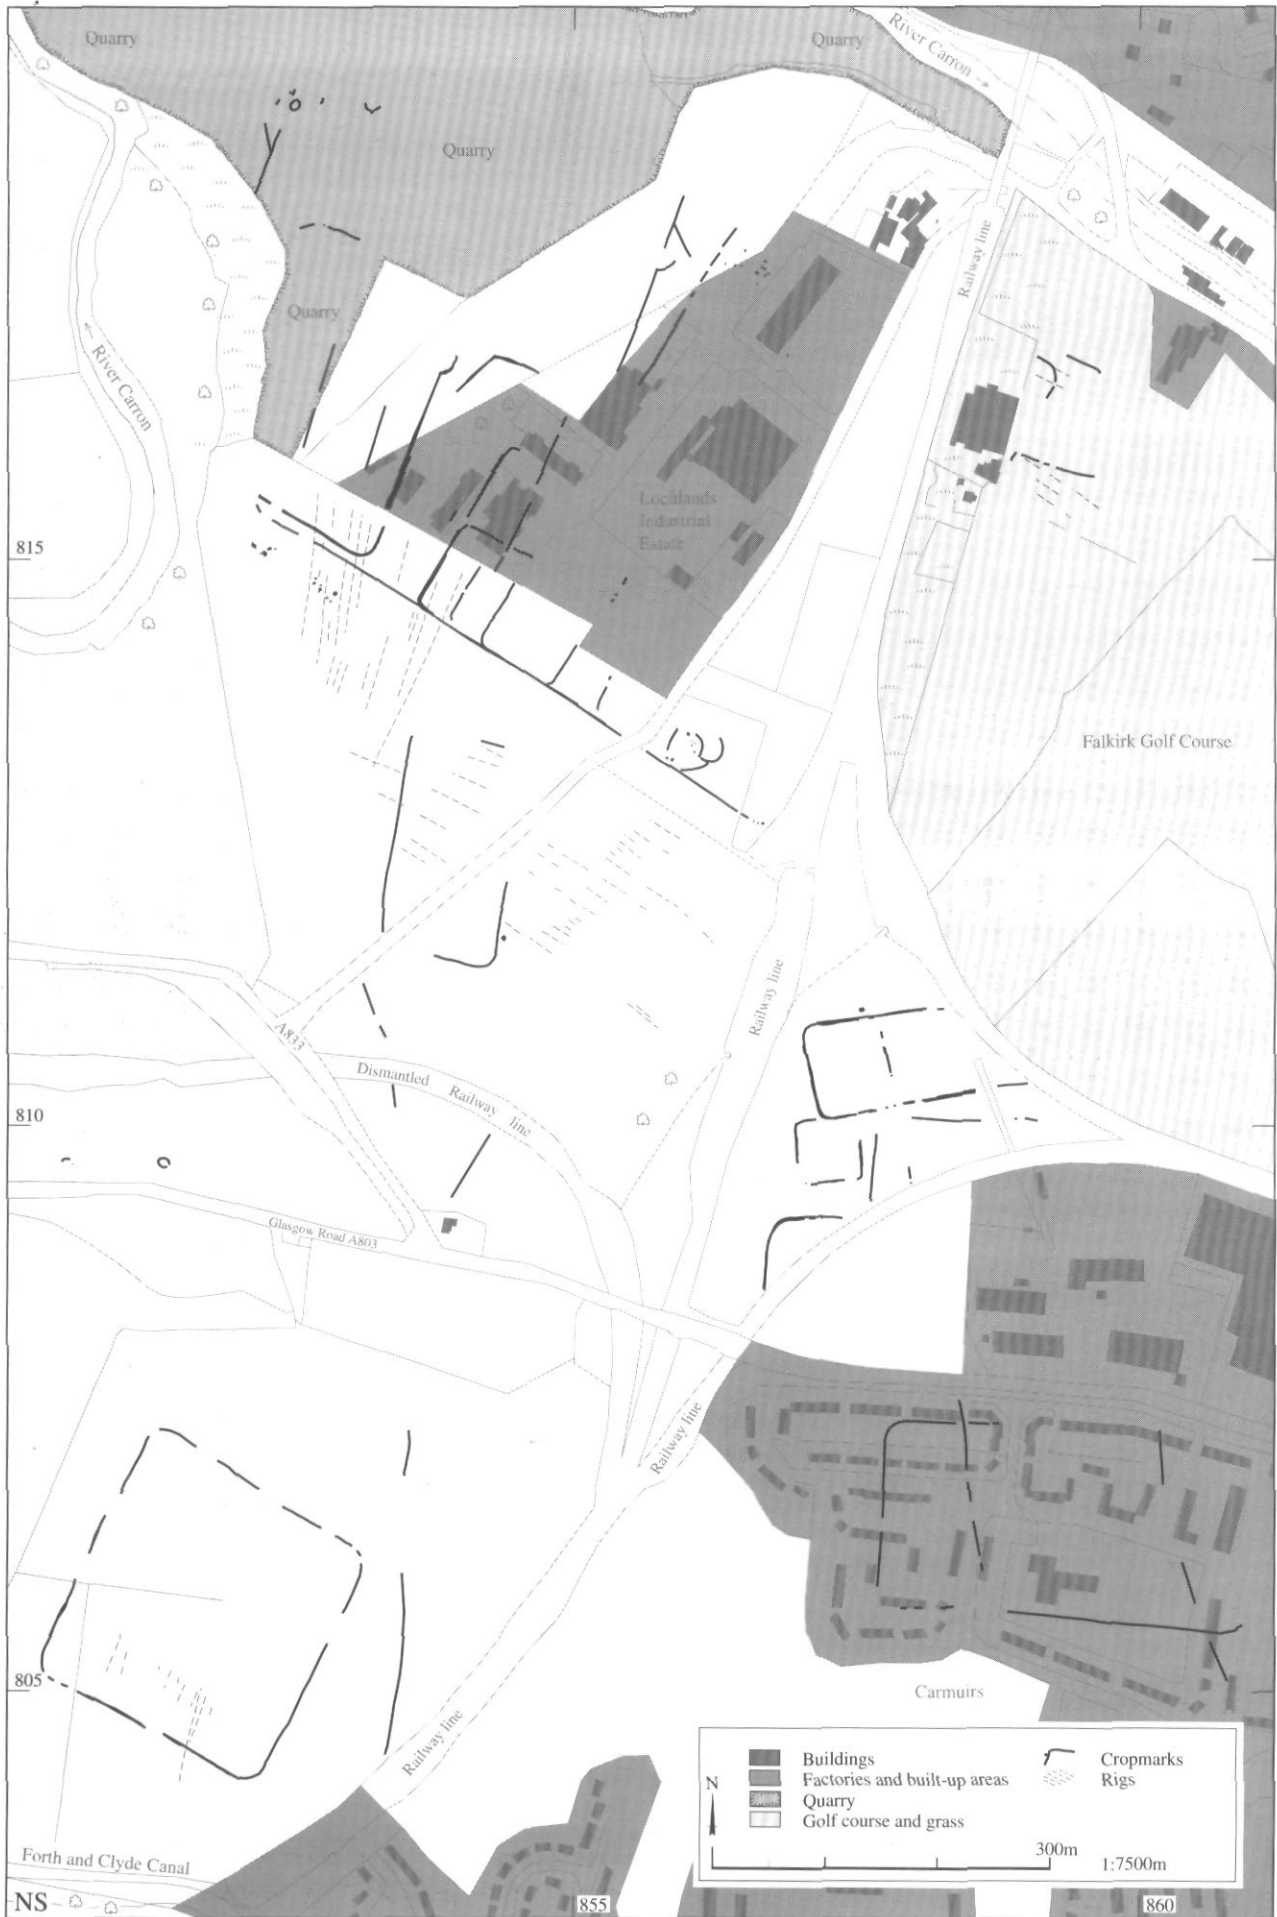 Quarry
Quarry
River Carron
Quarry
Railway line
Quarry
River Carron
Lochlands
Industrial
Estate
815
Falkirk Golf Course
Railway line
A833
Dismantled Railway line
810
Glasgow Road A803
Railway line
805
Carmuirs
Railway line
Buildings
Factories and built-up areas
Quarry
Golf course and grass
Cropmarks
Rigs
N
300m
1:7500m
Forth and Clyde Canal
NS
855
860